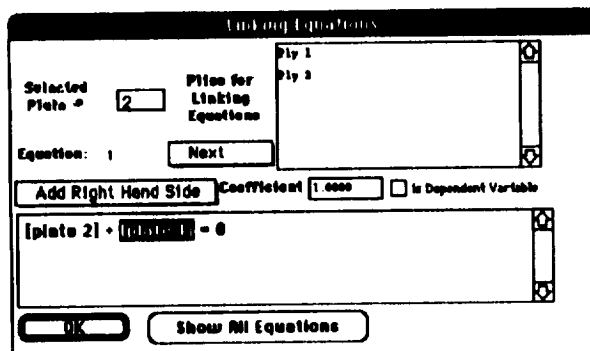 Linking Equations
Ply 1
Ply 2
Selected Plate #
2
Plies for Linking Equations
Equation: 1
Next
Add Right Hand Side
Coefficient
1.0000
Is Dependent Variable
[plate 2] + = 0
OK
Show All Equations